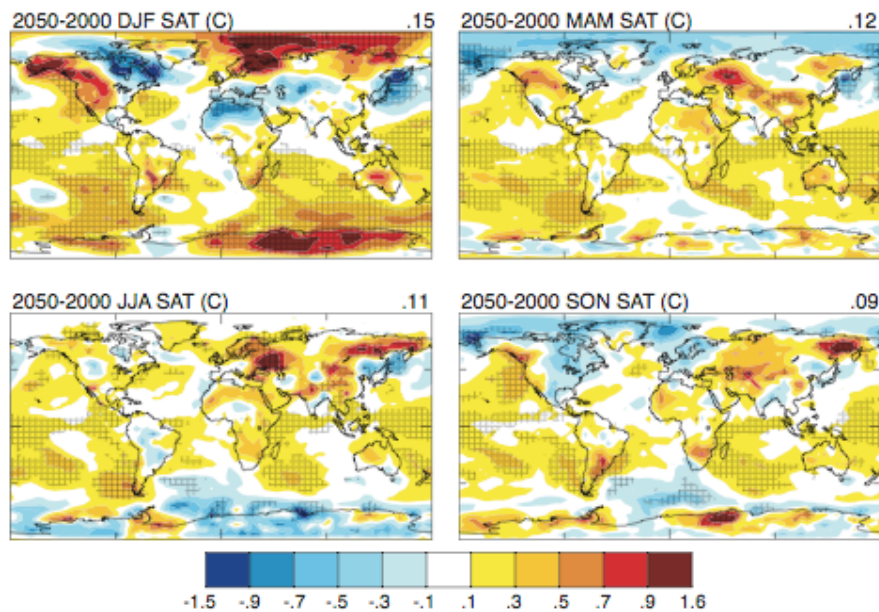 2050-2000 DJF SAT (C) .15
2050-2000 MAM SAT (C) .12
2050-2000 JJA SAT (C) .11
2050-2000 SON SAT (C) .09
-1.5 -.9 -.7 -.5 -.3 -.1 .1 .3 .5 .7 .9 1.6